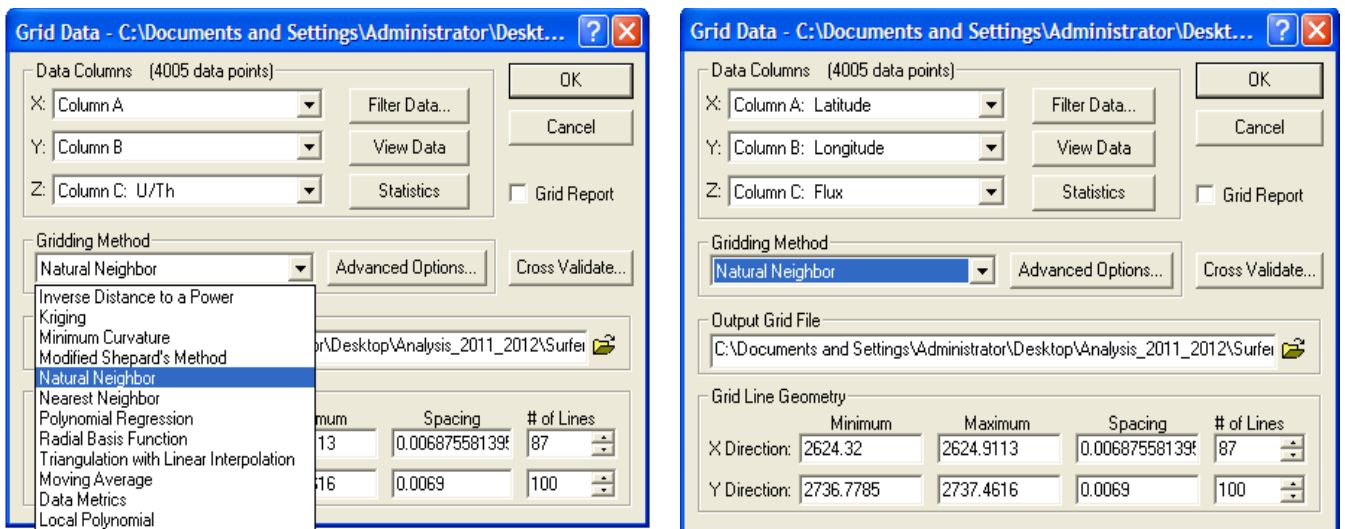 Grid Data - C:\Documents and Settings\Administrator\Deskt...
Data Columns (4005 data points)
OK
X: Column A
Filter Data...
Cancel
Y: Column B
View Data
Z: Column C: U/Th
Statistics
Grid Report
Gridding Method
Natural Neighbor
Advanced Options...
Cross Validate...
Inverse Distance to a Power
Kriging
Minimum Curvature
Modified Shepard's Method
Natural Neighbor
Nearest Neighbor
Polynomial Regression
Radial Basis Function
Triangulation with Linear Interpolation
Moving Average
Data Metrics
Local Polynomial
\Desktop\Analysis_2011_2012\Surfer
mum Spacing # of Lines
13 0.00687558139 87
616 0.0069 100
Grid Data - C:\Documents and Settings\Administrator\Deskt...
Data Columns (4005 data points)
OK
X: Column A: Latitude
Filter Data...
Cancel
Y: Column B: Longitude
View Data
Z: Column C: Flux
Statistics
Grid Report
Gridding Method
Natural Neighbor
Advanced Options...
Cross Validate...
Output Grid File
C:\Documents and Settings\Administrator\Desktop\Analysis_2011_2012\Surfer
Grid Line Geometry
Minimum Maximum Spacing # of Lines
X Direction: 2624.32 2624.9113 0.00687558139 87
Y Direction: 2736.7785 2737.4616 0.0069 100